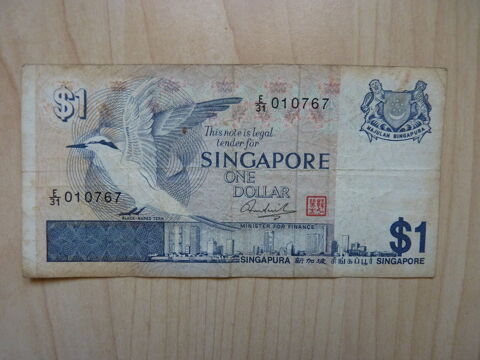 $1
E/31 010767
MAJULAH SINGAPURA
This note is legal
tender for
SINGAPORE
ONE
DOLLAR
E/31 010767
BLACK-NAPED TERN
MINISTER FOR FINANCE
$1
SINGAPURA 新加坡 சிங்கப்பூர் SINGAPORE